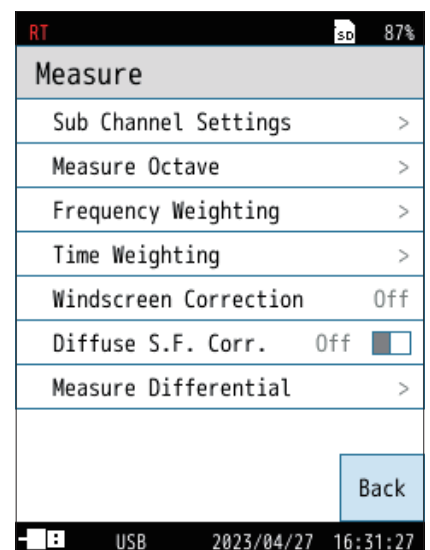 RT SD 87%
Measure
Sub Channel Settings >
Measure Octave >
Frequency Weighting >
Time Weighting >
Windscreen Correction Off
Diffuse S.F. Corr. Off
Measure Differential >
Back
USB 2023/04/27 16:31:27